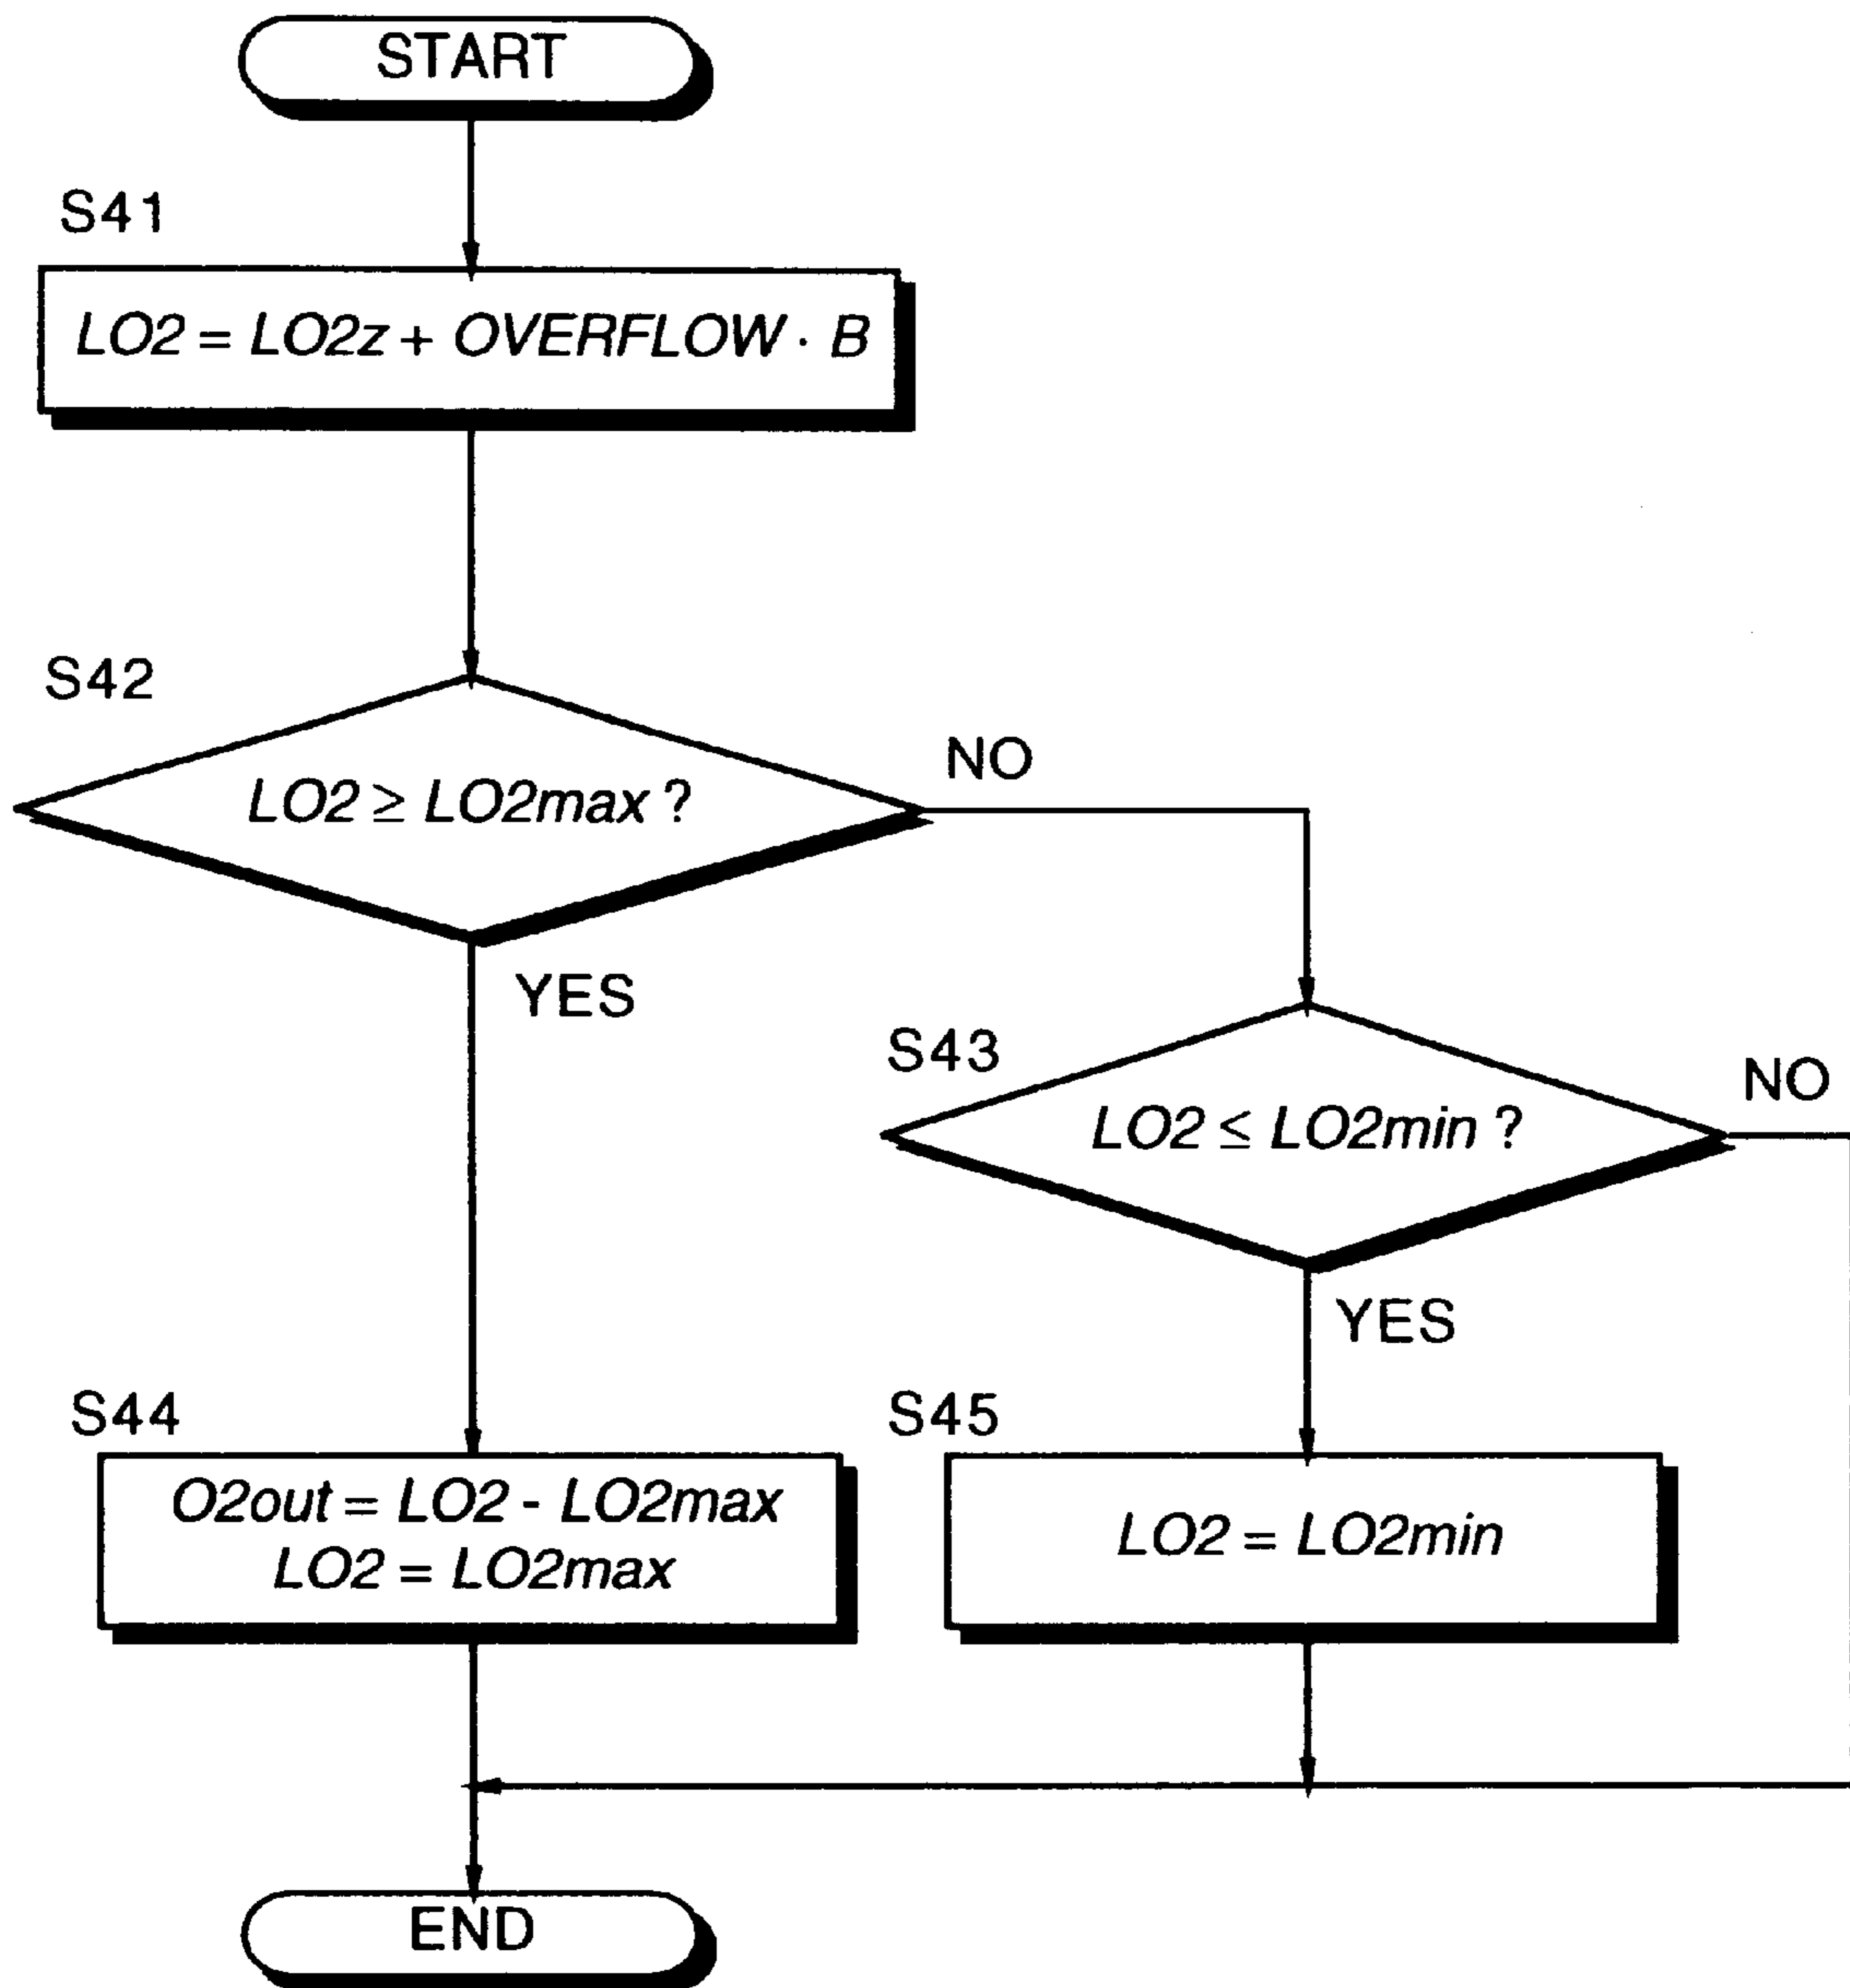 START
S41
LO2 = LO2z + OVERFLOW · B
S42
LO2 ≥ LO2max ?
NO
YES
S43
LO2 ≤ LO2min ?
NO
YES
S44
O2out = LO2 - LO2max
LO2 = LO2max
S45
LO2 = LO2min
END